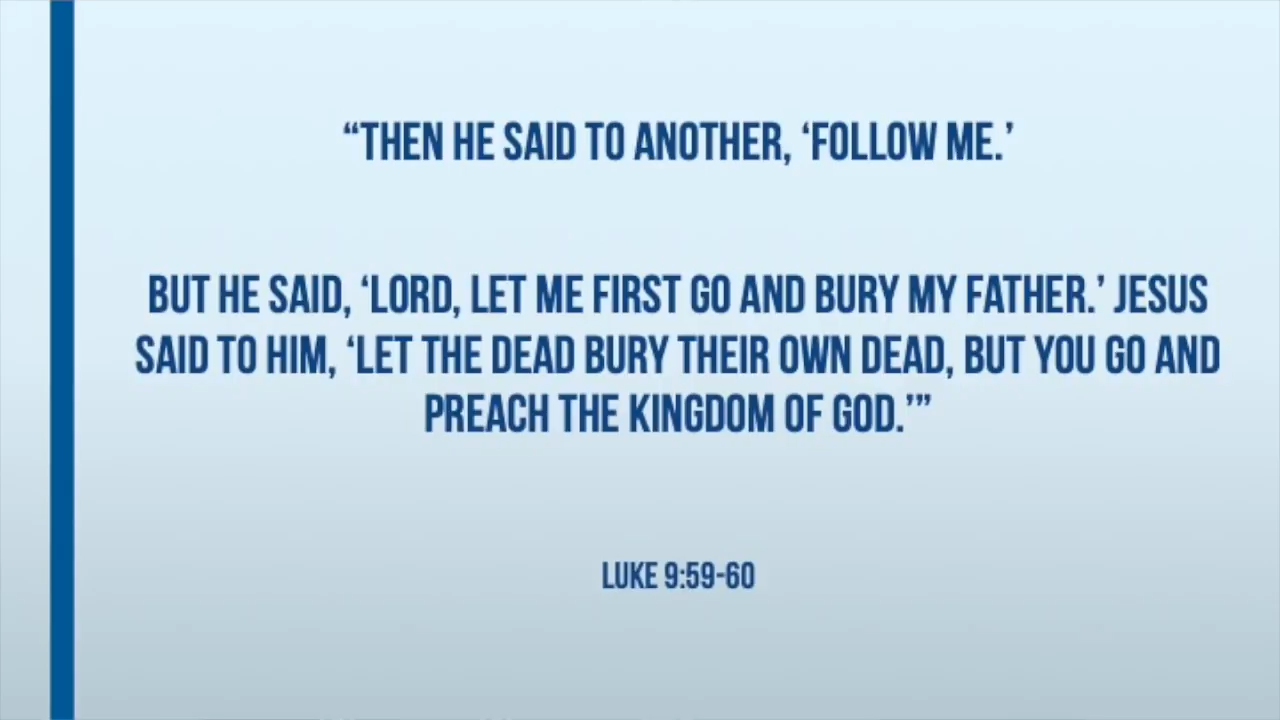 “THEN HE SAID TO ANOTHER, ‘FOLLOW ME.’
BUT HE SAID, ‘LORD, LET ME FIRST GO AND BURY MY FATHER.’ JESUS
SAID TO HIM, ‘LET THE DEAD BURY THEIR OWN DEAD, BUT YOU GO AND
PREACH THE KINGDOM OF GOD.’”
LUKE 9:59-60